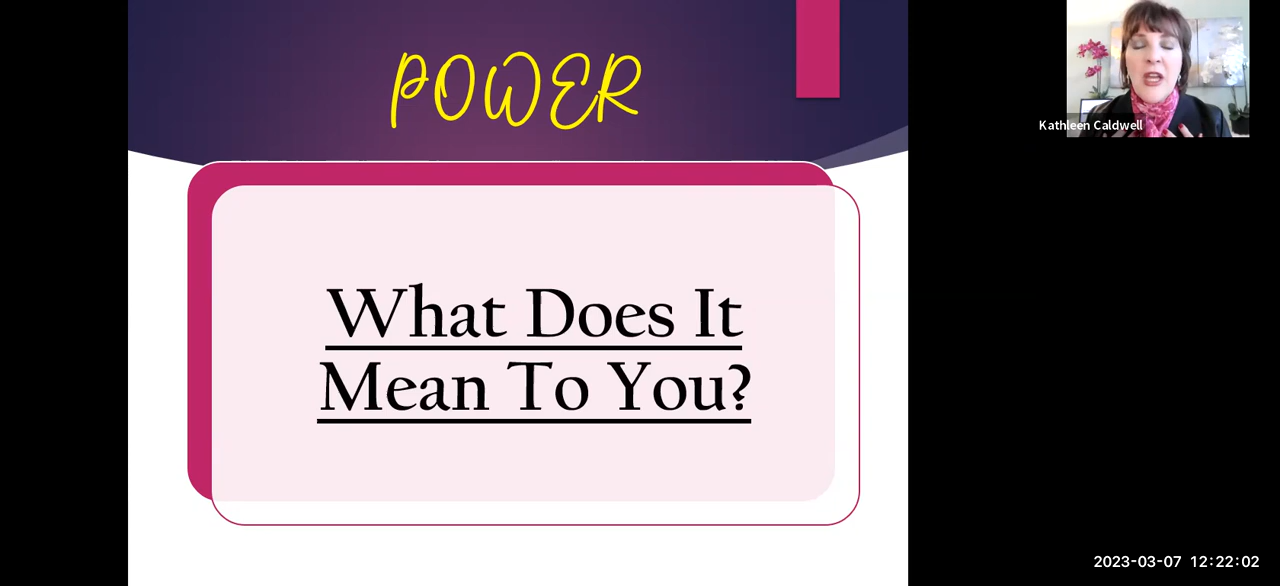 POWER
What Does It
Mean To You?
Kathleen Caldwell
2023-03-07 12:22:02